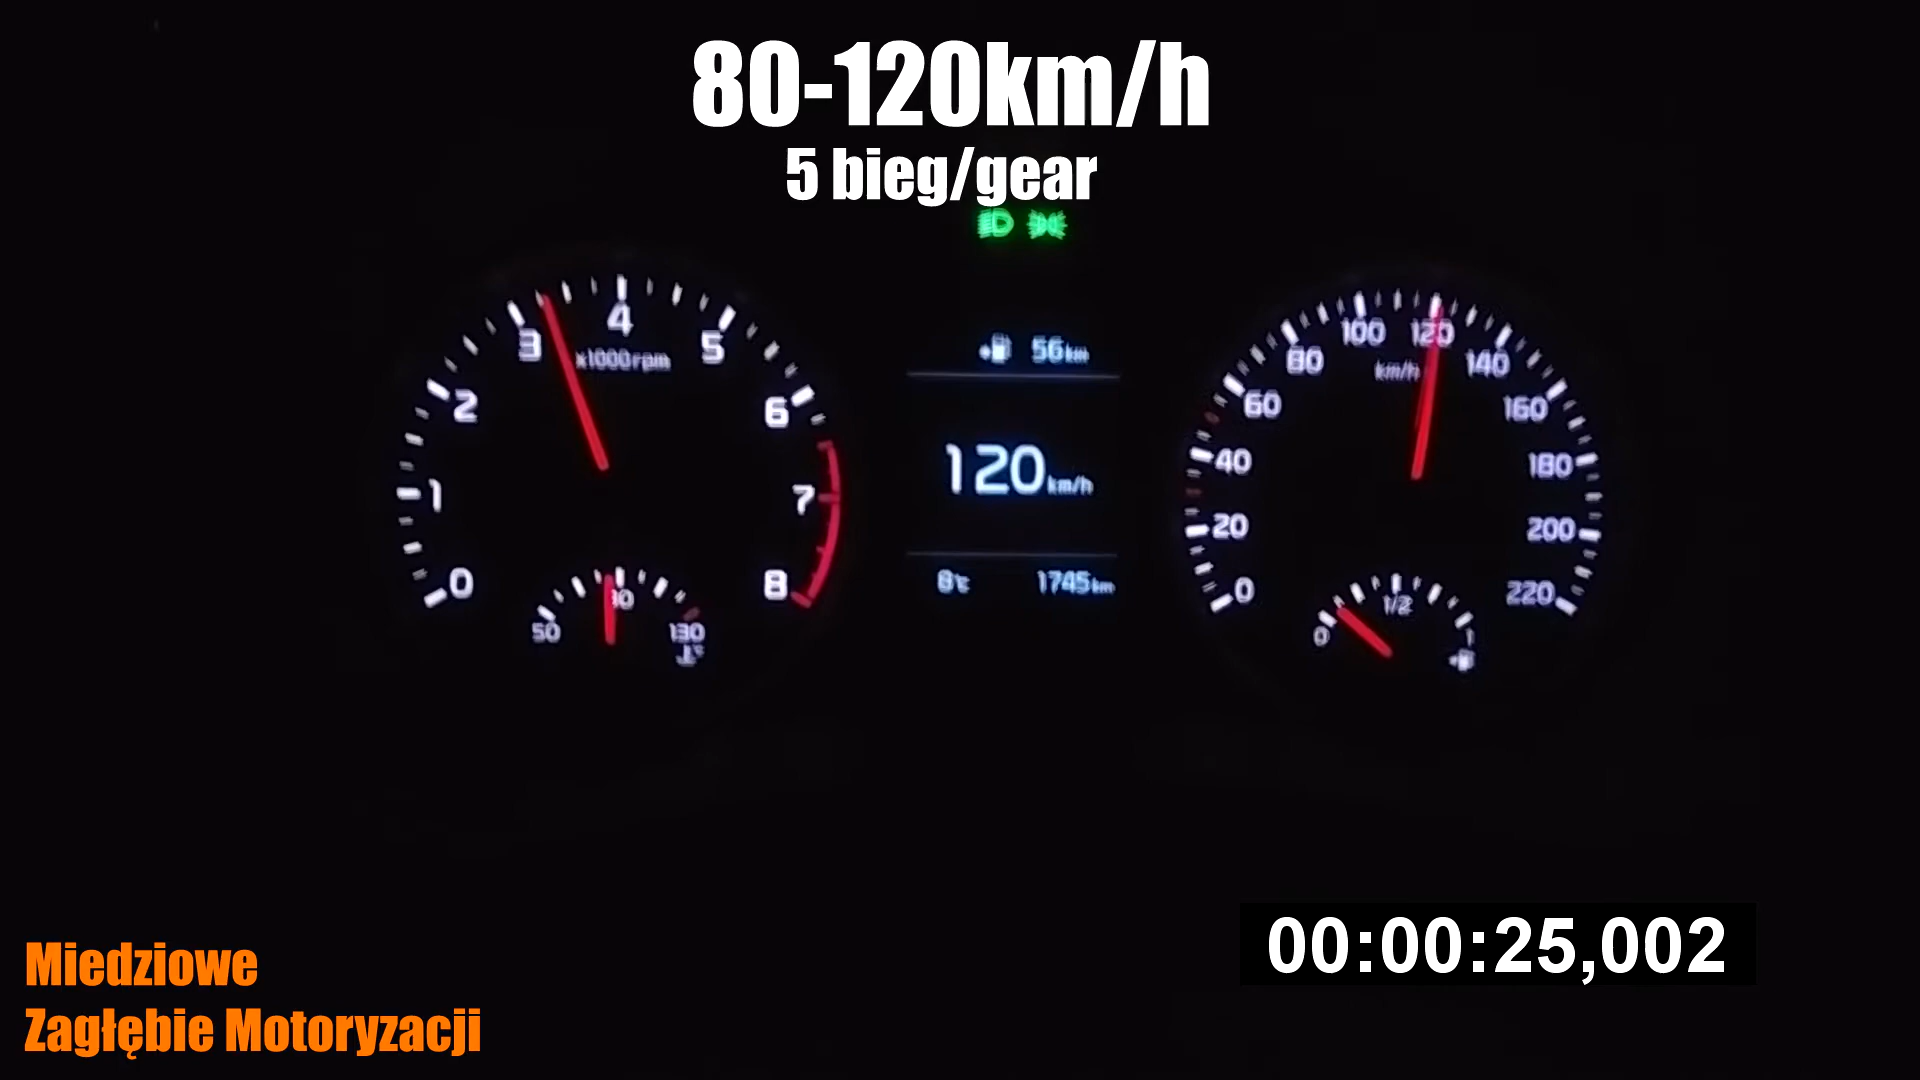 80-120km/h
5 bieg/gear
0 1 2 3 4 5 6 7 8
x1000rpm
50 130
56km
120km/h
8℃ 1745km
0 20 40 60 80 100 120 140 160 180 200 220
km/h
0 1/2 1
00:00:25,002
Miedziowe
Zagłębie Motoryzacji